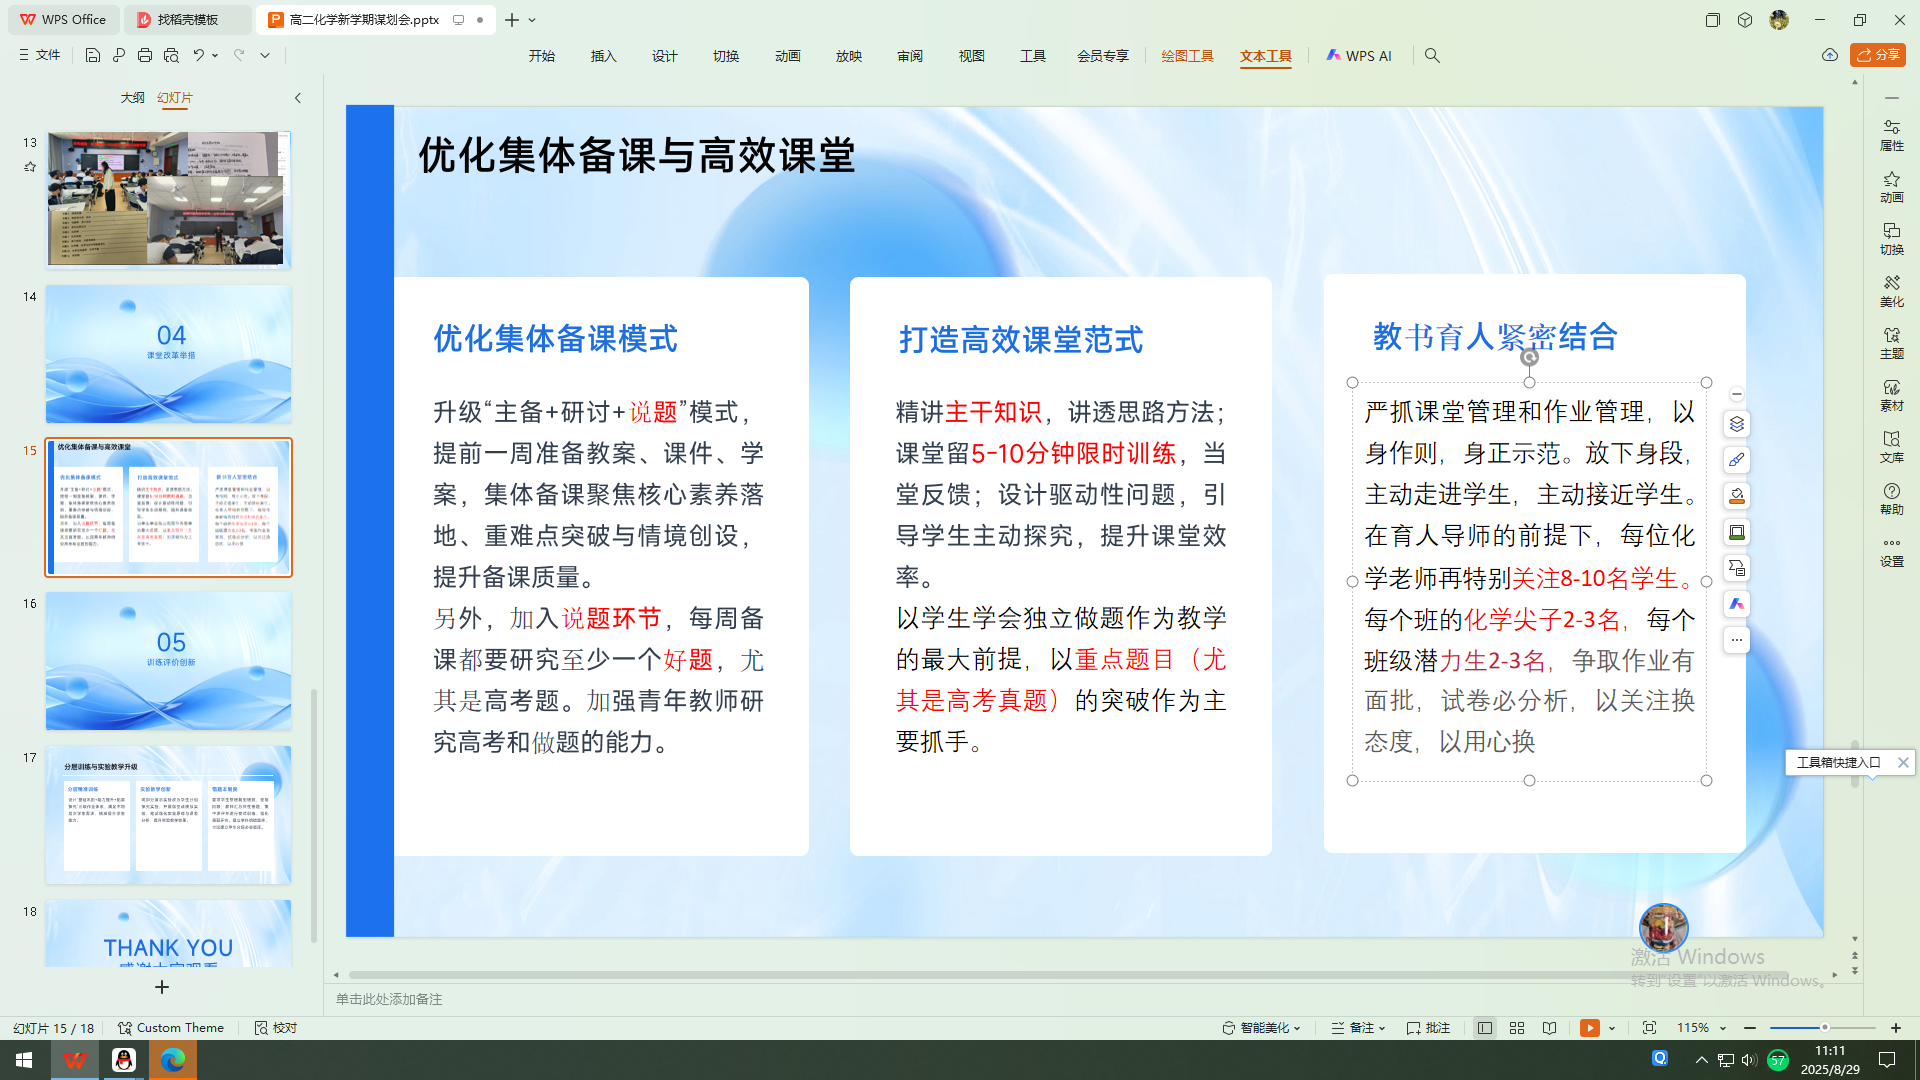 WPS Office
找稻壳模板
高二化学新学期谋划会.pptx
文件
开始
插入
设计
切换
动画
放映
审阅
视图
工具
会员专享
绘图工具
文本工具
WPS AI
分享
大纲
幻灯片
13
14
04
课堂改革举措
15
16
05
训练评价创新
17
分层训练与实验教学升级
分层精准训练
实验教学创新
18
THANK YOU
优化集体备课与高效课堂
优化集体备课模式
升级“主备+研讨+说题”模式，
提前一周准备教案、课件、学
案，集体备课聚焦核心素养落
地、重难点突破与情境创设，
提升备课质量。
另外，加入说题环节，每周备
课都要研究至少一个好题，尤
其是高考题。加强青年教师研
究高考和做题的能力。
打造高效课堂范式
精讲主干知识，讲透思路方法；
课堂留5-10分钟限时训练，当
堂反馈；设计驱动性问题，引
导学生主动探究，提升课堂效
率。
以学生学会独立做题作为教学
的最大前提，以重点题目（尤
其是高考真题）的突破作为主
要抓手。
教书育人紧密结合
严抓课堂管理和作业管理，以
身作则，身正示范。放下身段，
主动走进学生，主动接近学生。
在育人导师的前提下，每位化
学老师再特别关注8-10名学生。
每个班的化学尖子2-3名，每个
班级潜力生2-3名，争取作业有
面批，试卷必分析，以关注换
态度，以用心换
属性
动画
切换
美化
主题
素材
文库
帮助
设置
工具箱快捷入口
激活 Windows
转到“设置”以激活 Windows。
单击此处添加备注
幻灯片 15 / 18
Custom Theme
校对
智能美化
备注
批注
115%
57
11:11
2025/8/29